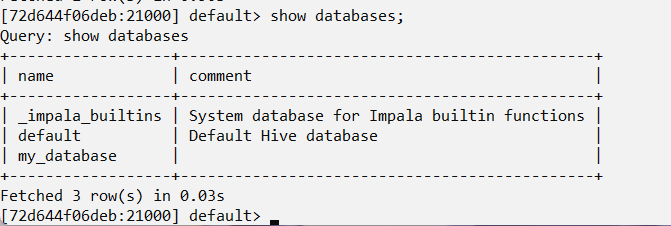 [72d644f06deb:21000] default> show databases;
Query: show databases
+------------------+----------------------------------------------+
| name             | comment                                      |
+------------------+----------------------------------------------+
| _impala_builtins | System database for Impala builtin functions |
| default          | Default Hive database                        |
| my_database      |                                              |
+------------------+----------------------------------------------+
Fetched 3 row(s) in 0.03s
[72d644f06deb:21000] default>